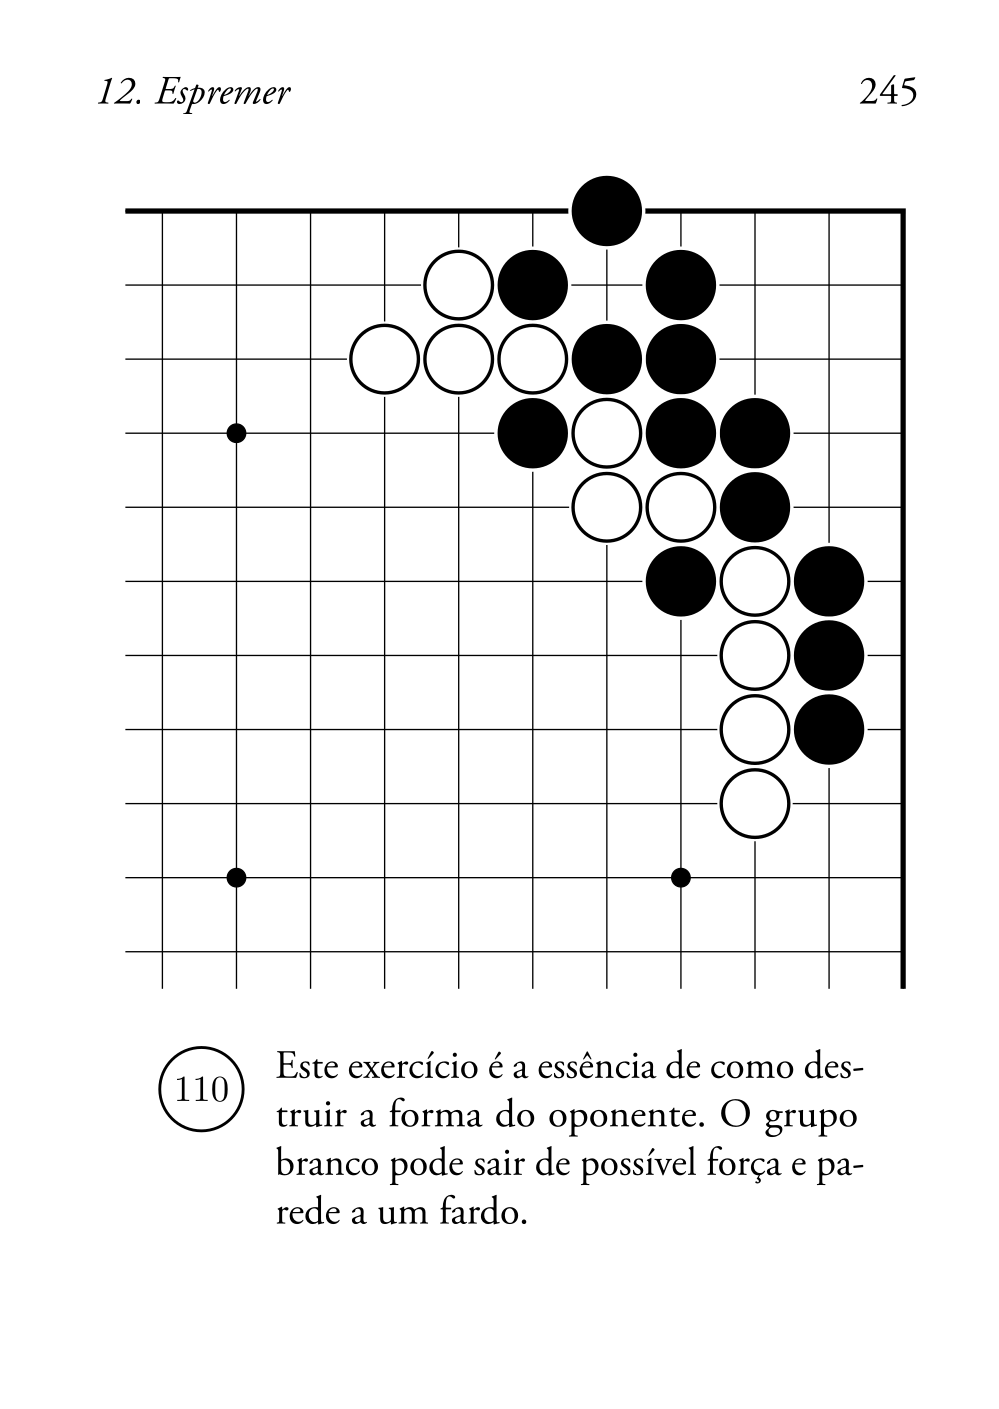 12. Espremer
245
110
Este exercício é a essência de como des-
truir a forma do oponente. O grupo
branco pode sair de possível força e pa-
rede a um fardo.